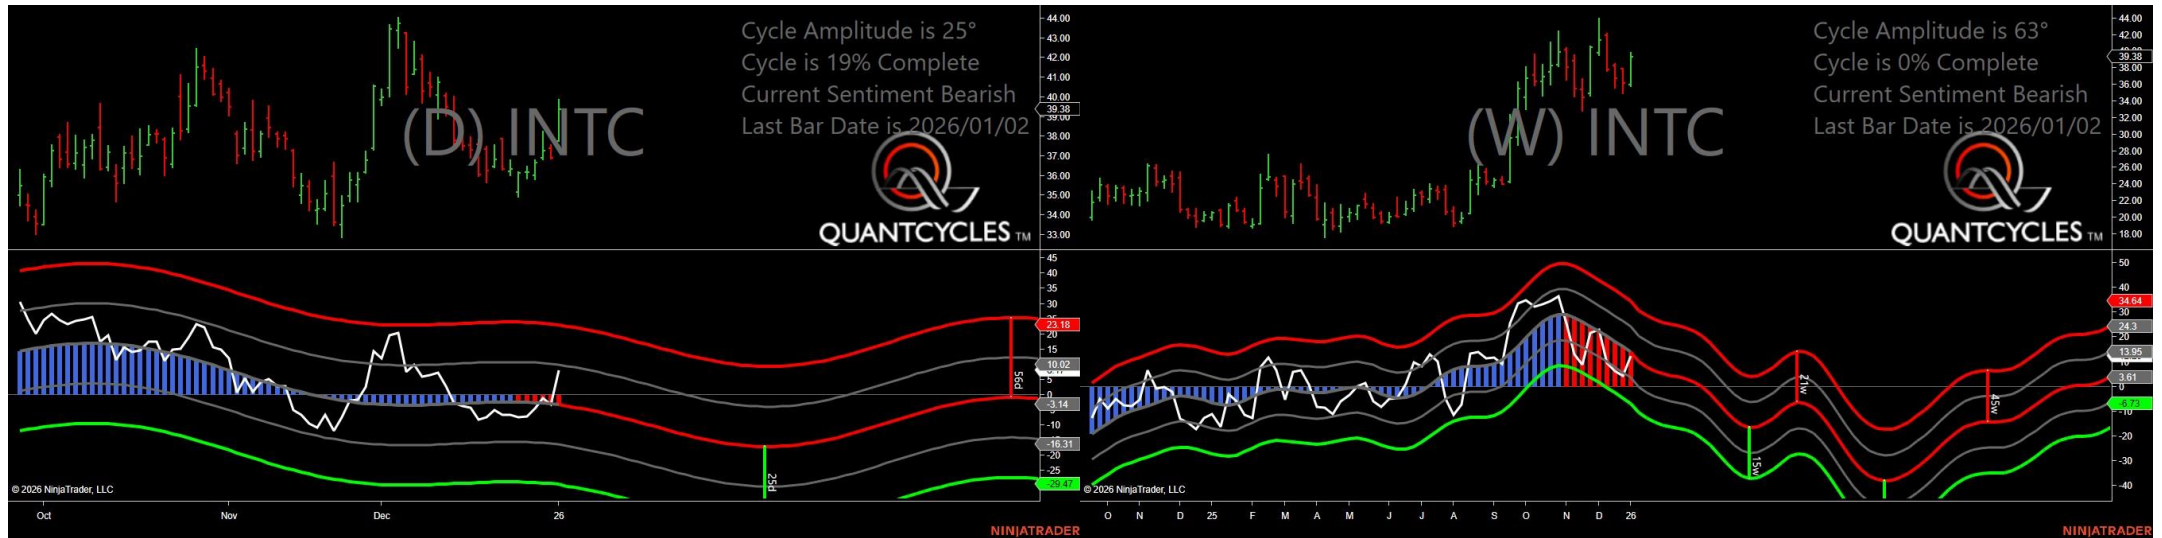 Cycle Amplitude is 25°
Cycle is 19% Complete
Current Sentiment Bearish
Last Bar Date is 2026/01/02
(D) INTC
QUANTCYCLES TM
44.00
43.00
42.00
41.00
40.00
39.38
39.00
38.00
37.00
36.00
35.00
34.00
33.00
45
40
35
30
23.18
20
15
10.02
5
0
-3.14
-10
-16.31
-20
-25
-29.47
56d
25d
© 2026 NinjaTrader, LLC
Oct Nov Dec 26
NINJATRADER
Cycle Amplitude is 63°
Cycle is 0% Complete
Current Sentiment Bearish
Last Bar Date is 2026/01/02
(W) INTC
QUANTCYCLES TM
44.00
42.00
39.38
38.00
36.00
34.00
32.00
30.00
28.00
26.00
24.00
22.00
20.00
18.00
50
40
34.64
30
24.3
20
13.95
3.61
0
-6.73
-10
-20
-30
-40
21w
45w
15w
© 2026 NinjaTrader, LLC
O N D 25 F M A M J J A S O N D 26
NINJATRADER